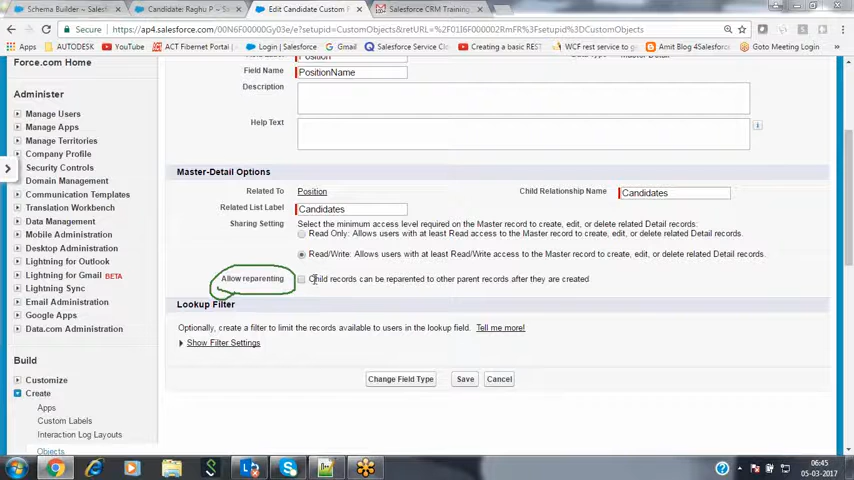 Schema Builder ~ Salesf
Candidate: Raghu P ~ S
Edit Candidate Custom F
Salesforce CRM Training
Secure
https://ap4.salesforce.com/00N6F00000Gy03e/e?setupid=CustomObjects&retURL=%2F01I6F000002RmFR%3Fsetupid%3DCustomObjects
Apps
AUTODESK
YouTube
ACT Fibernet Portal
Login | Salesforce
Gmail
Salesforce Service Cl
Creating a basic REST
WCF rest service to g
Amit Blog 4Salesforce
Goto Meeting Login
Force.com Home
Administer
Manage Users
Manage Apps
Manage Territories
Company Profile
Security Controls
Domain Management
Communication Templates
Translation Workbench
Data Management
Mobile Administration
Desktop Administration
Lightning for Outlook
Lightning for Gmail BETA
Lightning Sync
Email Administration
Google Apps
Data.com Administration
Build
Customize
Create
Apps
Custom Labels
Interaction Log Layouts
Objects
Position
Field Name PositionName
Description
Help Text
Master-Detail Options
Related To Position
Child Relationship Name Candidates
Related List Label Candidates
Sharing Setting Select the minimum access level required on the Master record to create, edit, or delete related Detail records:
Read Only: Allows users with at least Read access to the Master record to create, edit, or delete related Detail records.
Read/Write: Allows users with at least Read/Write access to the Master record to create, edit, or delete related Detail records.
Allow reparenting Child records can be reparented to other parent records after they are created
Lookup Filter
Optionally, create a filter to limit the records available to users in the lookup field. Tell me more!
Show Filter Settings
Change Field Type Save Cancel
06:45
05-03-2017